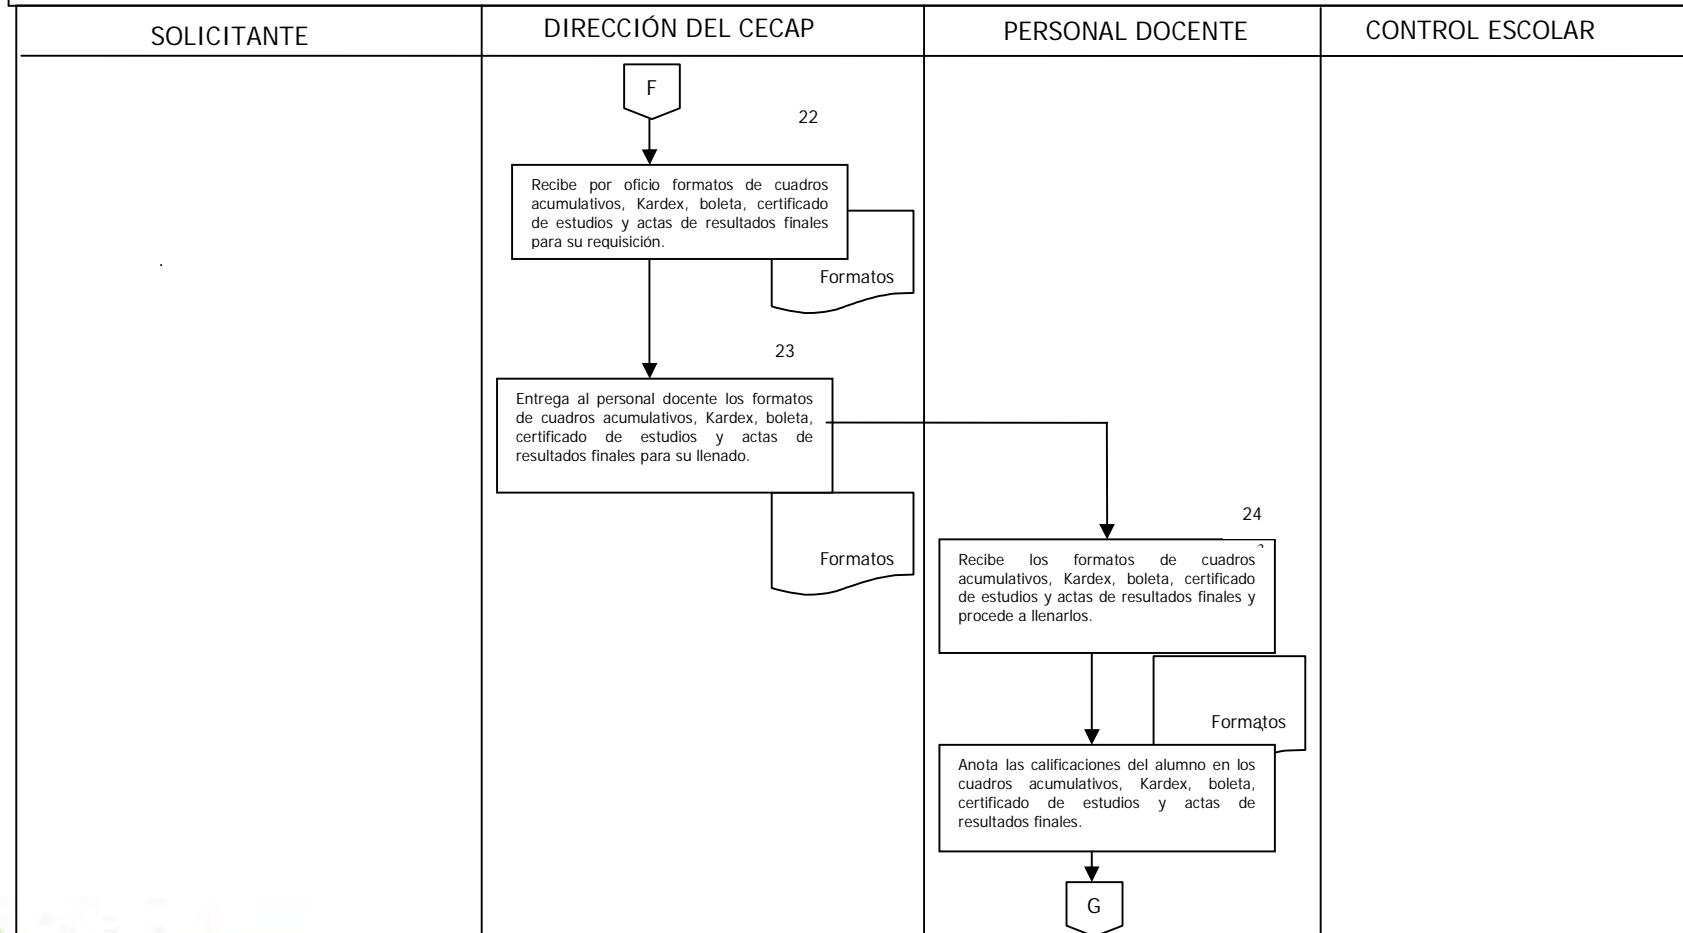 SOLICITANTE
DIRECCIÓN DEL CECAP
PERSONAL DOCENTE
CONTROL ESCOLAR
F
22
Recibe por oficio formatos de cuadros
acumulativos, Kardex, boleta, certificado
de estudios y actas de resultados finales
para su requisición.
Formatos
23
Entrega al personal docente los formatos
de cuadros acumulativos, Kardex, boleta,
certificado de estudios y actas de
resultados finales para su llenado.
Formatos
24
Recibe los formatos de cuadros
acumulativos, Kardex, boleta, certificado
de estudios y actas de resultados finales y
procede a llenarlos.
Formatos
Anota las calificaciones del alumno en los
cuadros acumulativos, Kardex, boleta,
certificado de estudios y actas de
resultados finales.
G